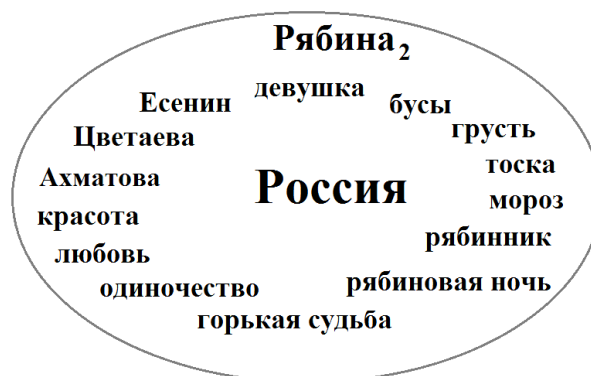 Рябина₂
девушка
Есенин
бусы
Цветаева
грусть
тоска
Ахматова
Россия
мороз
красота
рябинник
любовь
одиночество
рябиновая ночь
горькая судьба